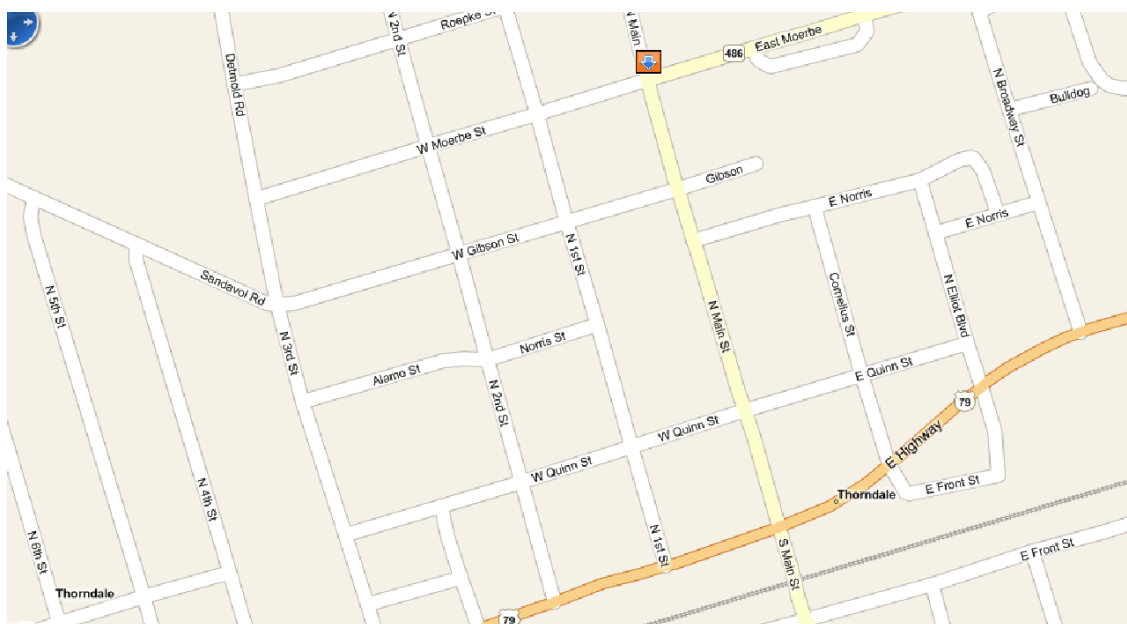 Roepke St
N 2nd St
N Main
East Moerbe
486
Detmold Rd
N Broadway St
Bulldog
W Moerbe St
Gibson
E Norris
E Norris
W Gibson St
N 1st St
Sandavol Rd
N 5th St
Cornelius St
N Elliot Blvd
N Main St
N 3rd St
Norris St
Alamo St
E Quinn St
N 2nd St
79
W Quinn St
E Highway
W Quinn St
N 4th St
E Front St
Thorndale
N 6th St
N 1st St
S Main St
E Front St
Thorndale
79